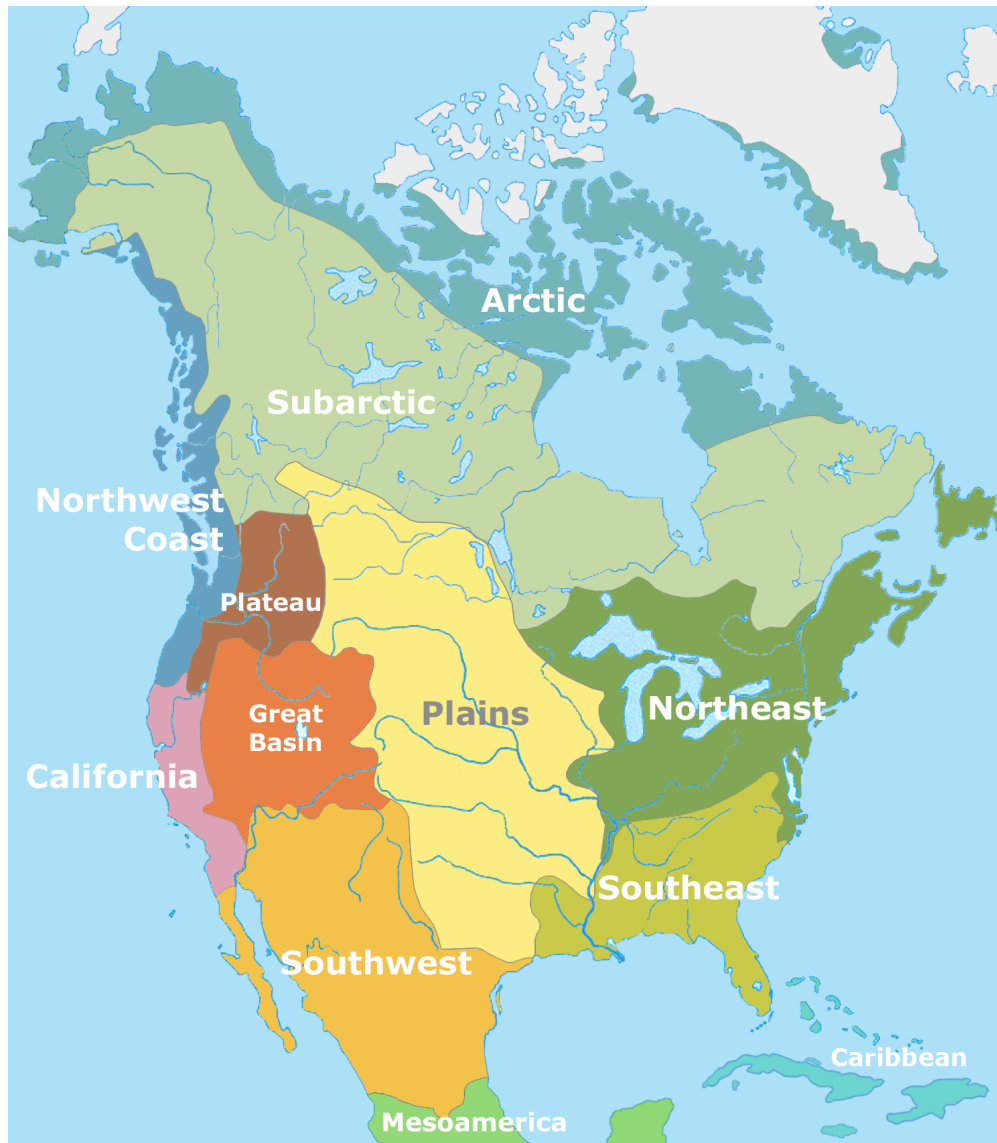 Arctic
Subarctic
Northwest
Coast
Plateau
Great
Basin
Plains
Northeast
California
Southeast
Southwest
Caribbean
Mesoamerica